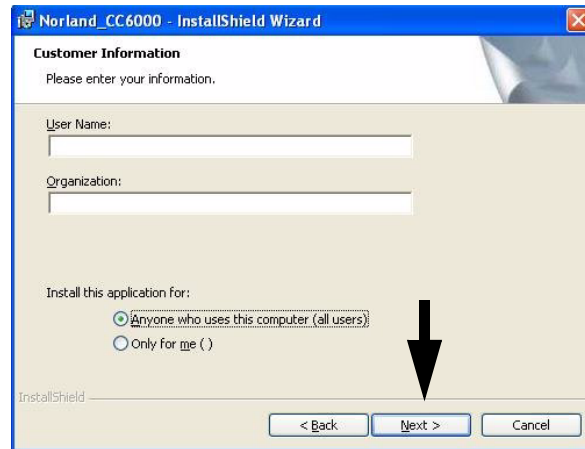 Norland_CC6000 - InstallShield Wizard
Customer Information
Please enter your information.
User Name:
Organization:
Install this application for:
Anyone who uses this computer (all users)
Only for me ( )
InstallShield
< Back Next > Cancel